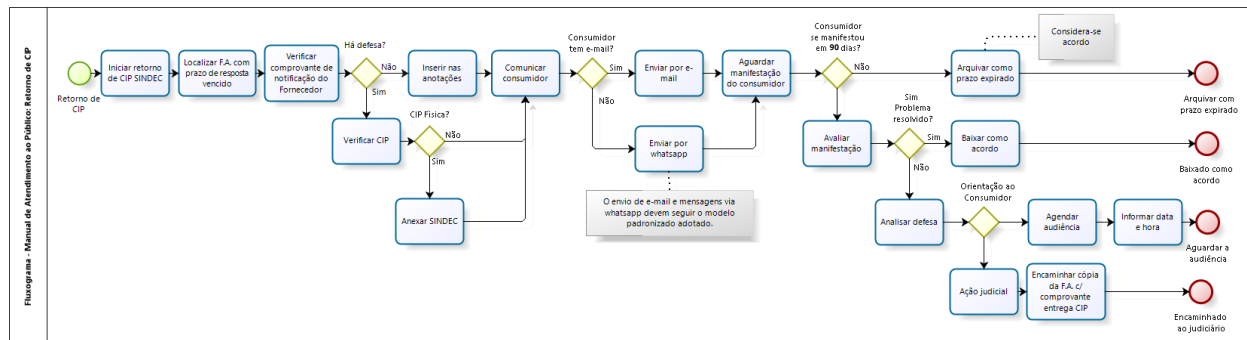 Fluxograma - Manual de Atendimento ao Público: Retorno de CIP
Retorno de
CIP
Iniciar retorno
de CIP SINDEC
Localizar F.A. com
prazo de resposta
vencido
Verificar
comprovante de
notificação do
Fornecedor
Há defesa?
Não
Sim
Inserir nas
anotações
Verificar CIP
CIP Física?
Não
Sim
Anexar SINDEC
Comunicar
consumidor
Consumidor
tem e-mail?
Sim
Não
Enviar por e-
mail
Enviar por
whatsapp
O envio de e-mail e mensagens via
whatsapp devem seguir o modelo
padronizado adotado.
Aguardar
manifestação
do consumidor
Consumidor
se manifestou
em 90 dias?
Não
Sim
Arquivar como
prazo expirado
Considera-se
acordo
Arquivar com
prazo expirado
Avaliar
manifestação
Problema
resolvido?
Sim
Não
Baixar como
acordo
Baixado como
acordo
Analisar defesa
Orientação ao
Consumidor
Agendar
audiência
Informar data
e hora
Aguardar a
audiência
Ação judicial
Encaminhar cópia
da F.A. c/
comprovante
entrega CIP
Encaminhado
ao judiciário